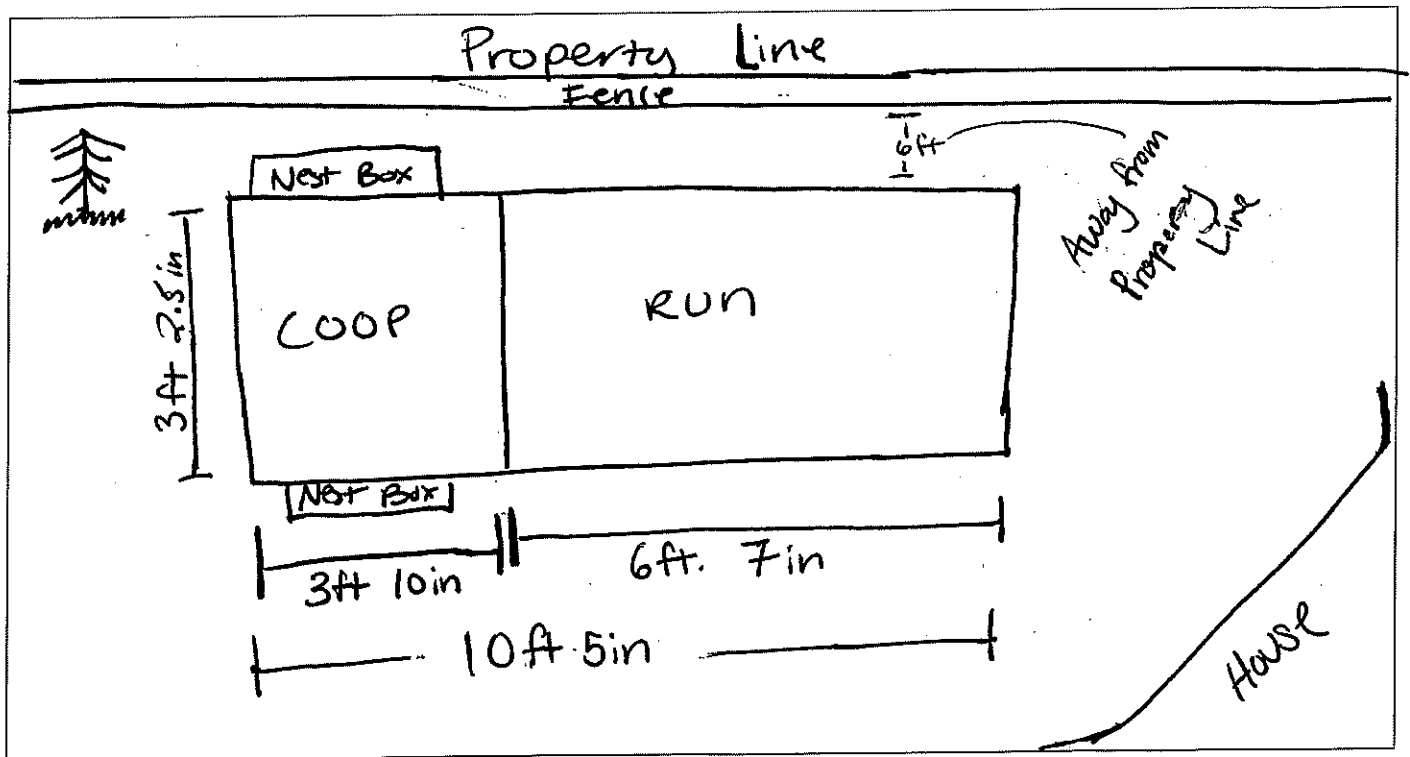 Property Line
Fence
6ft
Away from
Property
Line
Nest Box
3ft 2.5in
COOP
RUN
Nest Box
3ft 10in
6ft. 7in
10ft 5in
House